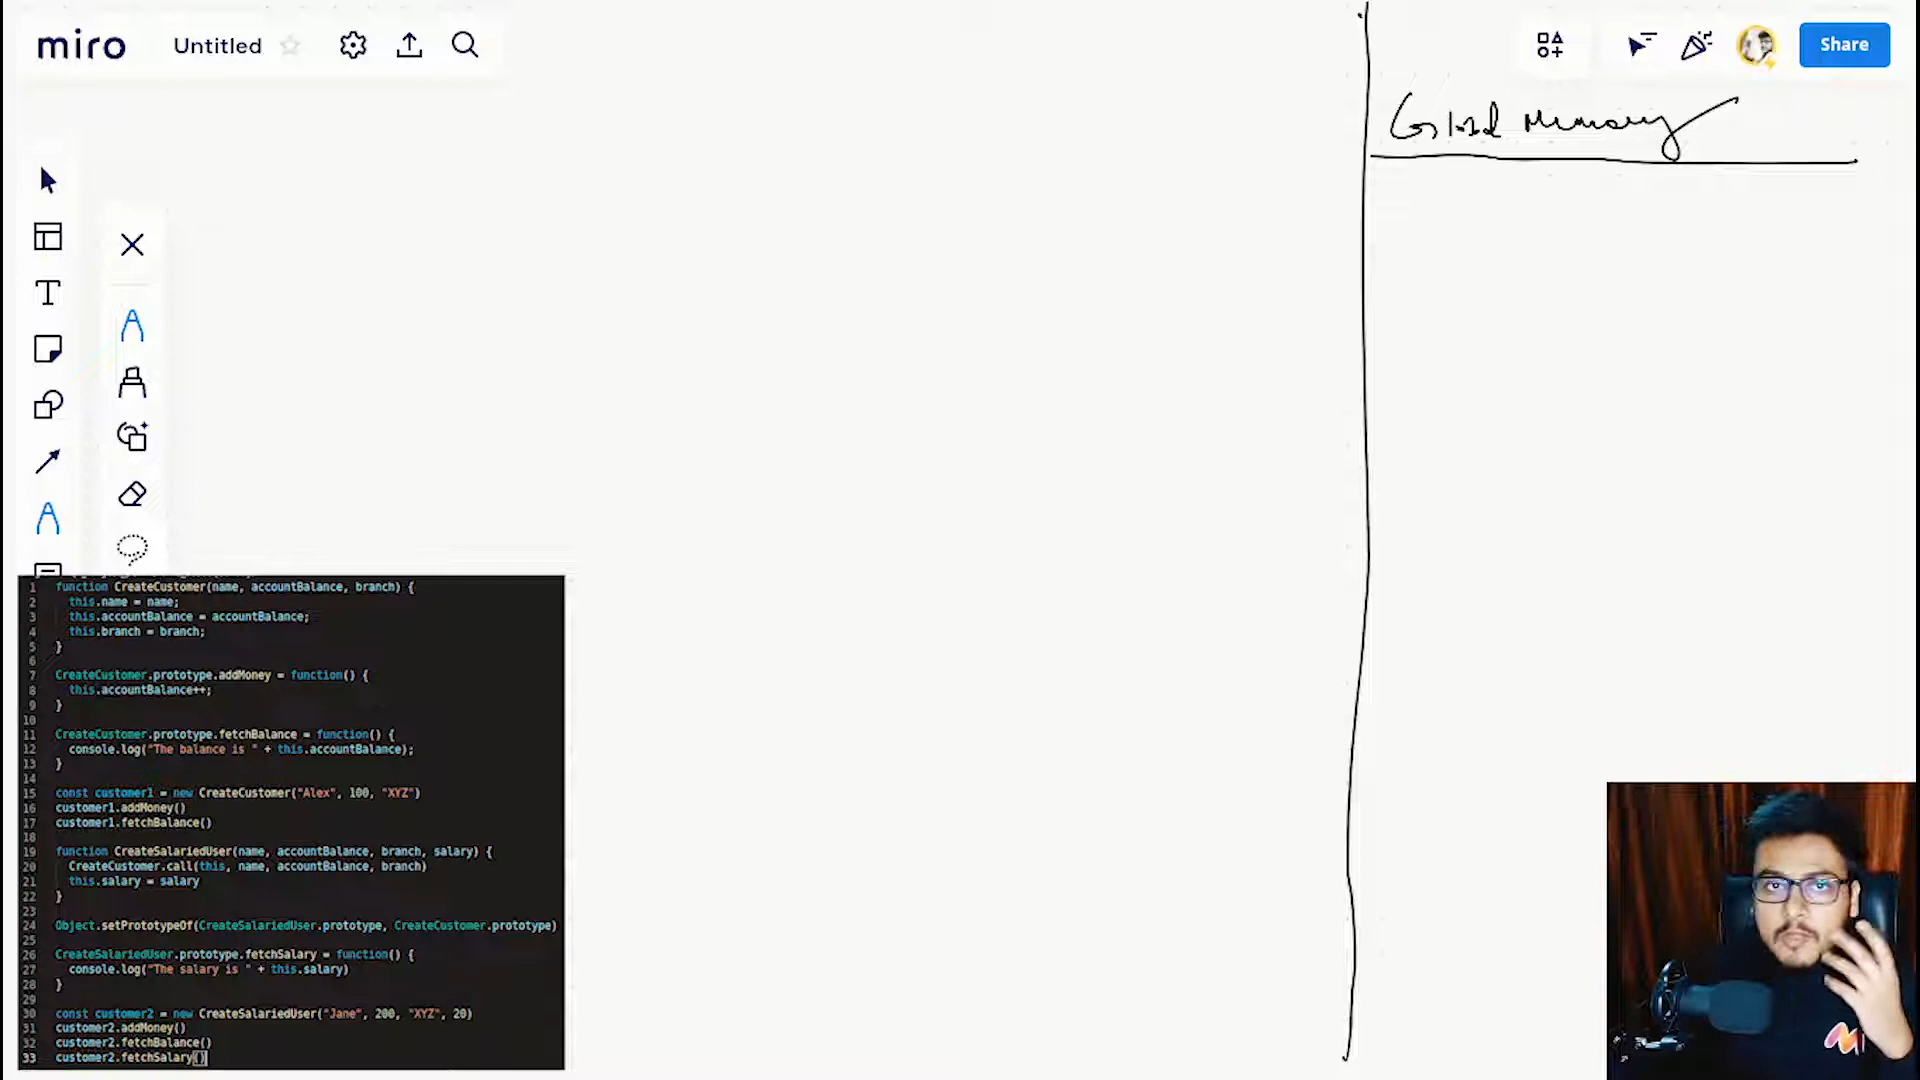 miro Untitled Share
Global Memory
1 function CreateCustomer(name, accountBalance, branch) {
2 this.name = name;
3 this.accountBalance = accountBalance;
4 this.branch = branch;
5 }
6
7 CreateCustomer.prototype.addMoney = function() {
8 this.accountBalance++;
9 }
10
11 CreateCustomer.prototype.fetchBalance = function() {
12 console.log("The balance is " + this.accountBalance);
13 }
14
15 const customer1 = new CreateCustomer("Alex", 100, "XYZ")
16 customer1.addMoney()
17 customer1.fetchBalance()
18
19 function CreateSalariedUser(name, accountBalance, branch, salary) {
20 CreateCustomer.call(this, name, accountBalance, branch)
21 this.salary = salary
22 }
23
24 Object.setPrototypeOf(CreateSalariedUser.prototype, CreateCustomer.prototype)
25
26 CreateSalariedUser.prototype.fetchSalary = function() {
27 console.log("The salary is " + this.salary)
28 }
29
30 const customer2 = new CreateSalariedUser("Jane", 200, "XYZ", 20)
31 customer2.addMoney()
32 customer2.fetchBalance()
33 customer2.fetchSalary()